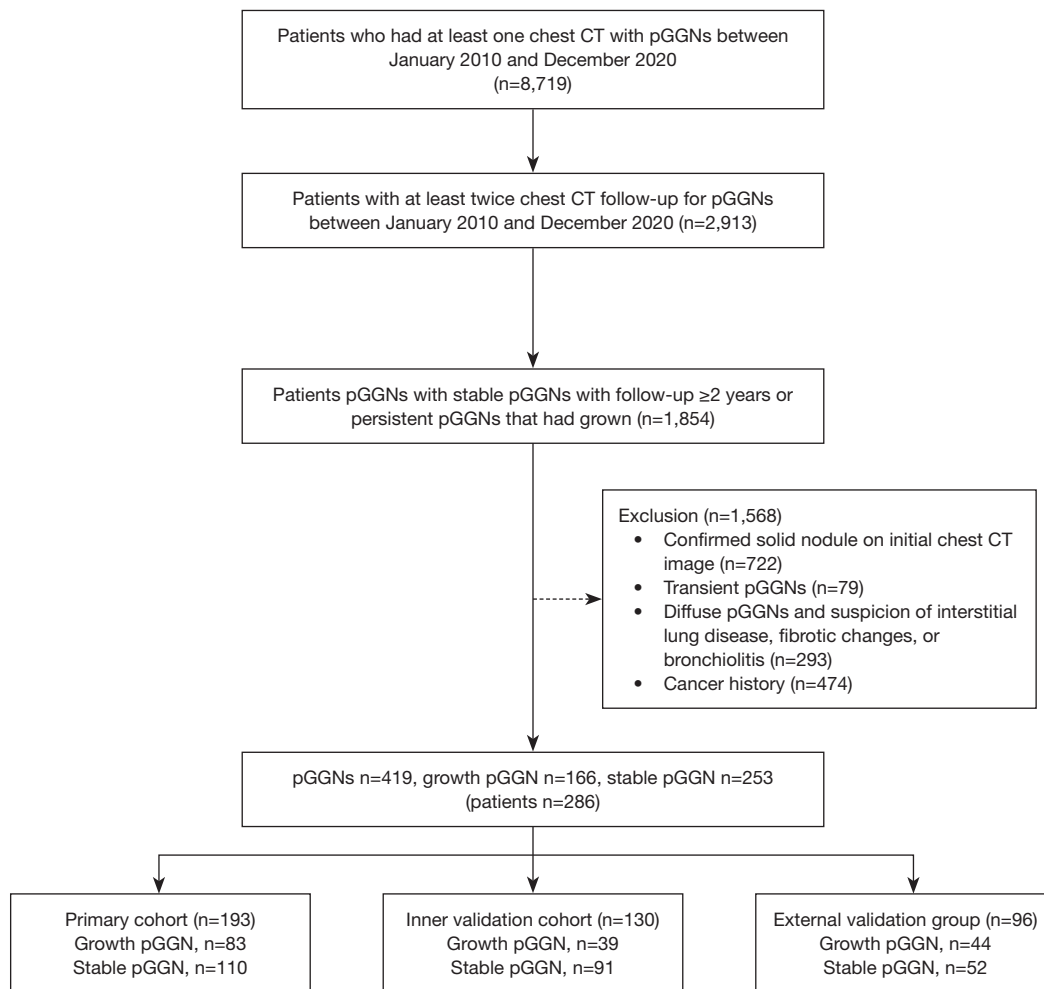 Patients who had at least one chest CT with pGGNs between
January 2010 and December 2020
(n=8,719)
Patients with at least twice chest CT follow-up for pGGNs
between January 2010 and December 2020 (n=2,913)
Patients pGGNs with stable pGGNs with follow-up ≥2 years or
persistent pGGNs that had grown (n=1,854)
Exclusion (n=1,568)
• Confirmed solid nodule on initial chest CT
image (n=722)
• Transient pGGNs (n=79)
• Diffuse pGGNs and suspicion of interstitial
lung disease, fibrotic changes, or
bronchiolitis (n=293)
• Cancer history (n=474)
pGGNs n=419, growth pGGN n=166, stable pGGN n=253
(patients n=286)
Primary cohort (n=193)
Growth pGGN, n=83
Stable pGGN, n=110
Inner validation cohort (n=130)
Growth pGGN, n=39
Stable pGGN, n=91
External validation group (n=96)
Growth pGGN, n=44
Stable pGGN, n=52